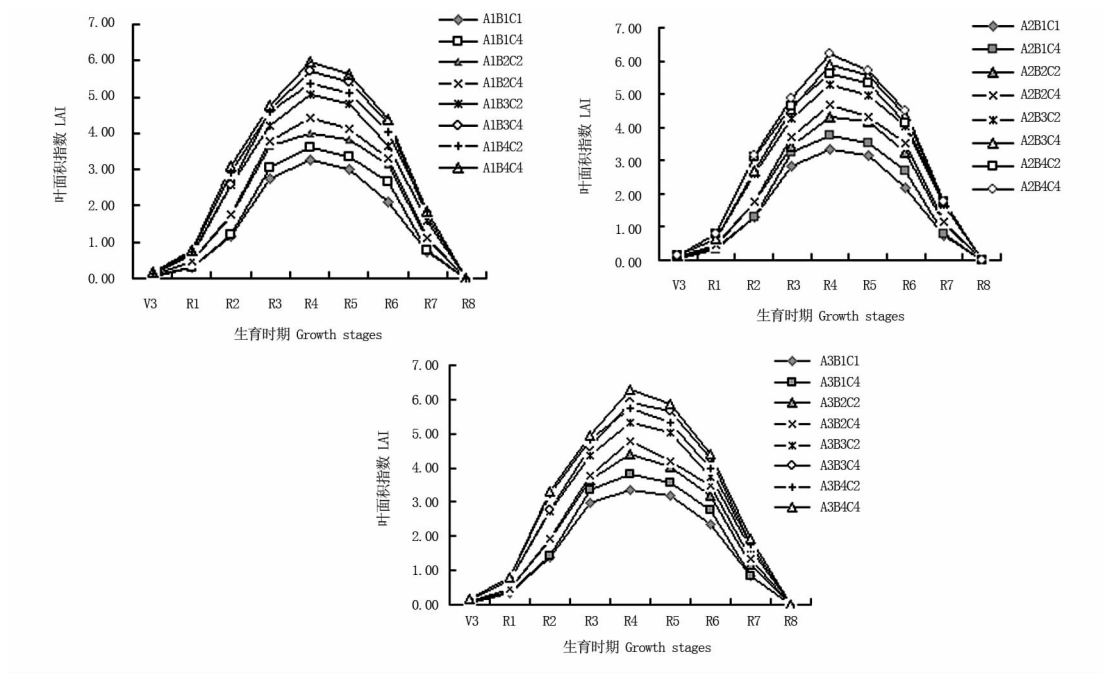 7.00
6.00
5.00
4.00
3.00
2.00
1.00
0.00
叶面积指数 LAI
V3 R1 R2 R3 R4 R5 R6 R7 R8
生育时期 Growth stages
A1B1C1
A1B1C4
A1B2C2
A1B2C4
A1B3C2
A1B3C4
A1B4C2
A1B4C4
7.00
6.00
5.00
4.00
3.00
2.00
1.00
0.00
叶面积指数 LAI
V3 R1 R2 R3 R4 R5 R6 R7 R8
生育时期 Growth stages
A2B1C1
A2B1C4
A2B2C2
A2B2C4
A2B3C2
A2B3C4
A2B4C2
A2B4C4
7.00
6.00
5.00
4.00
3.00
2.00
1.00
0.00
叶面积指数 LAI
V3 R1 R2 R3 R4 R5 R6 R7 R8
生育时期 Growth stages
A3B1C1
A3B1C4
A3B2C2
A3B2C4
A3B3C2
A3B3C4
A3B4C2
A3B4C4